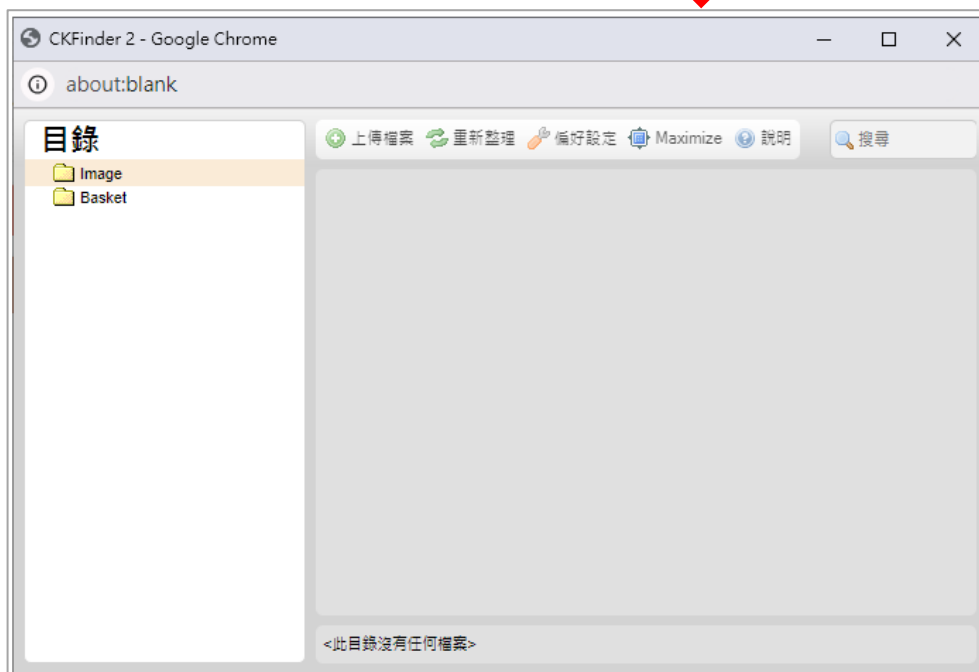 CKFinder 2 - Google Chrome
about:blank
目錄
Image
Basket
上傳檔案 重新整理 偏好設定 Maximize 說明 搜尋
<此目錄沒有任何檔案>